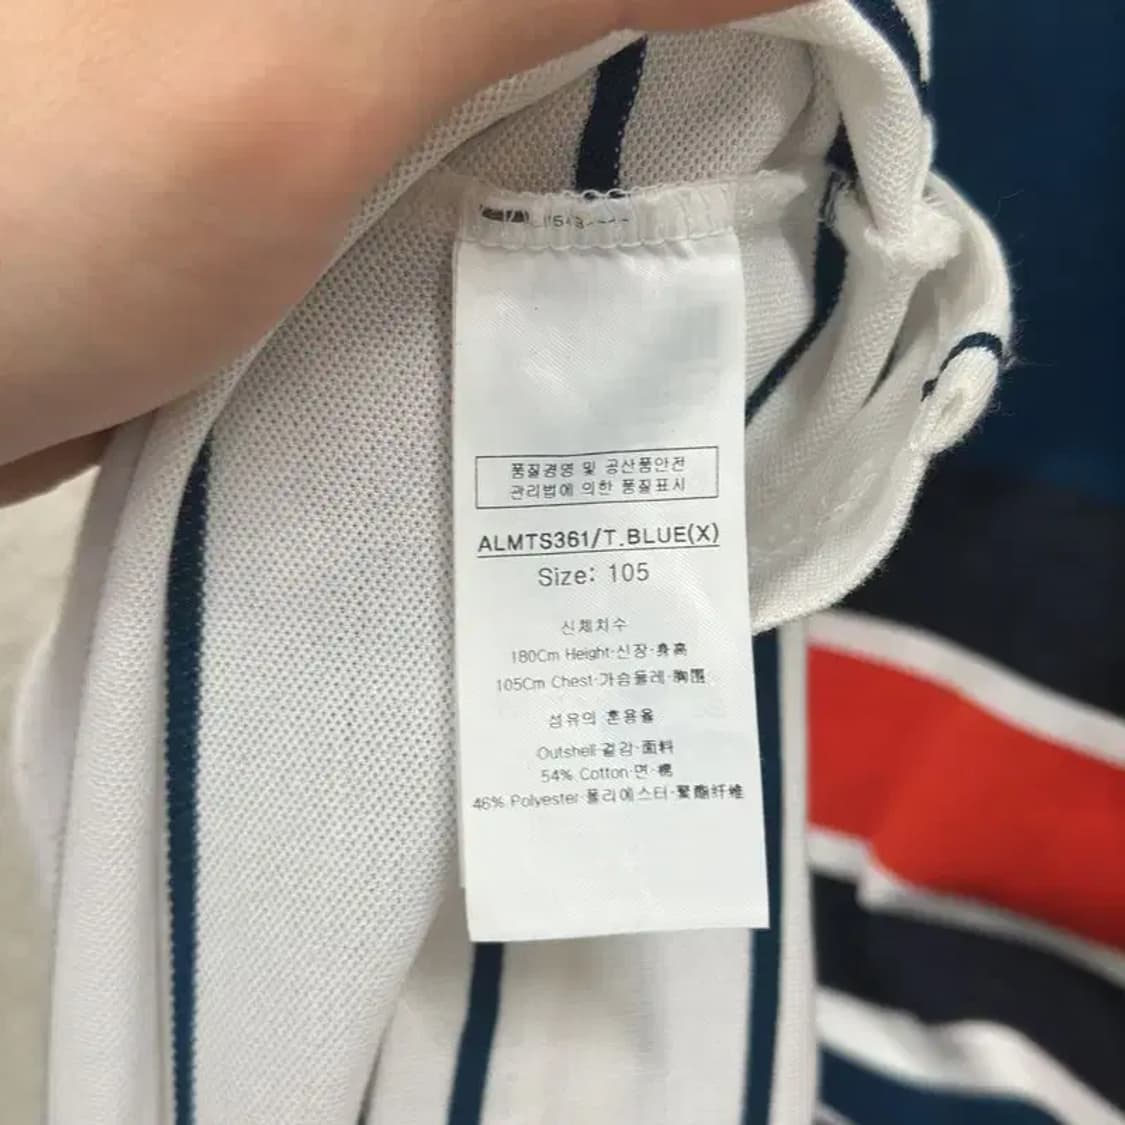 품질경영 및 공산품안전
관리법에 의한 품질표시
ALMTS361/T.BLUE(X)
Size: 105
신체치수
180Cm Height·신장·身高
105Cm Chest·가슴둘레·胸围
섬유의 혼용율
Outshell·겉감·面料
54% Cotton·면·棉
46% Polyester·폴리에스터·聚酯纤维